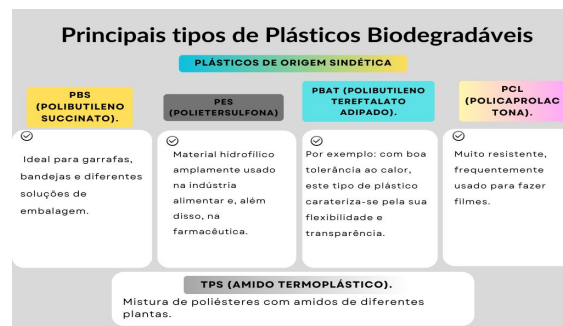 Principais tipos de Plásticos Biodegradáveis
PLÁSTICOS DE ORIGEM SINDÉTICA
PBS
(POLIBUTILENO
SUCCINATO).
Ideal para garrafas,
bandejas e diferentes
soluções de
embalagem.
PES
(POLIETERSULFONA)
Material hidrofílico
amplamente usado
na indústria
alimentar e, além
disso, na
farmacêutica.
PBAT (POLIBUTILENO
TEREFTALATO
ADIPADO).
Por exemplo: com boa
tolerância ao calor,
este tipo de plástico
carateriza-se pela sua
flexibilidade e
transparência.
PCL
(POLICAPROLAC
TONA).
Muito resistente,
frequentemente
usado para fazer
filmes.
TPS (AMIDO TERMOPLÁSTICO).
Mistura de poliésteres com amidos de diferentes
plantas.